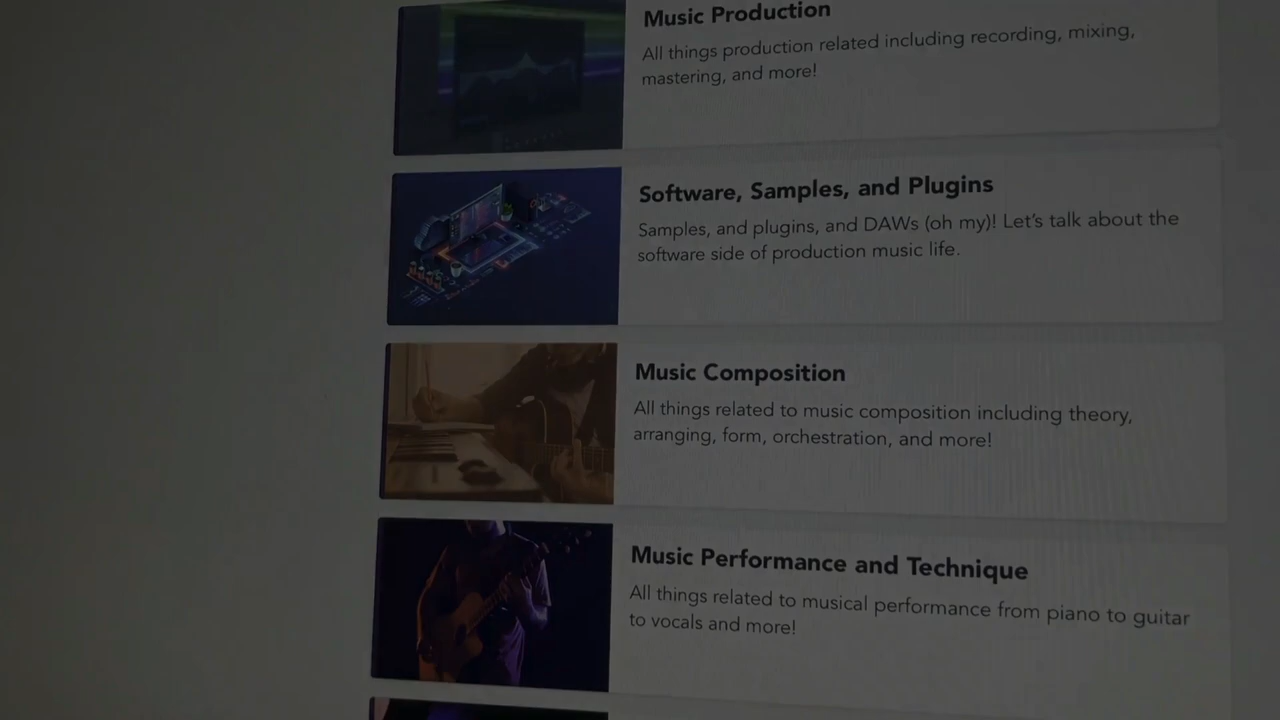 Music Production
All things production related including recording, mixing,
mastering, and more!
Software, Samples, and Plugins
Samples, and plugins, and DAWs (oh my)! Let's talk about the
software side of production music life.
Music Composition
All things related to music composition including theory,
arranging, form, orchestration, and more!
Music Performance and Technique
All things related to musical performance from piano to guitar
to vocals and more!